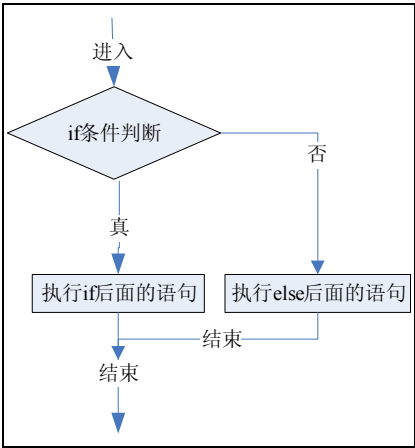 进入
if条件判断
否
真
执行if后面的语句
执行else后面的语句
结束
结束